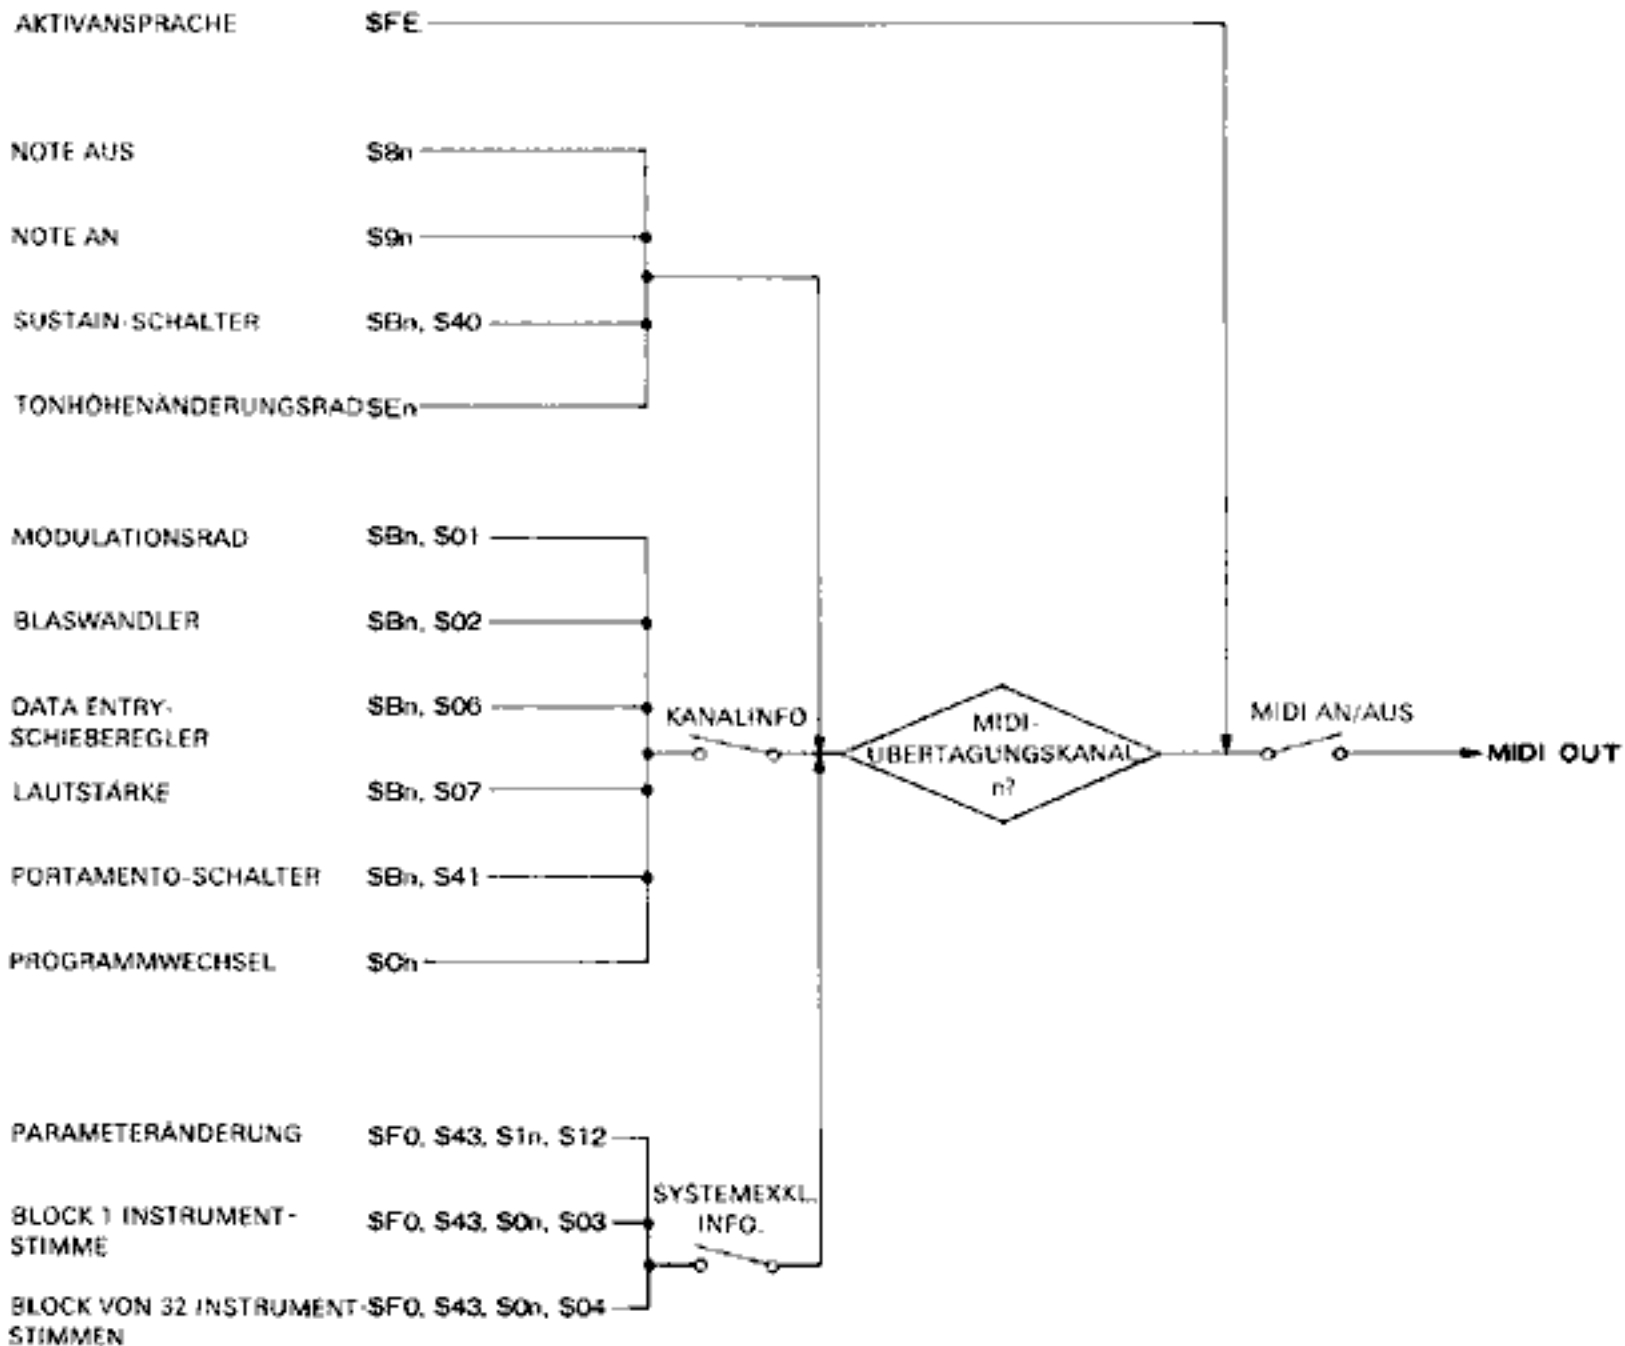 AKTIVANSPRACHE $FE
NOTE AUS $8n
NOTE AN $9n
SUSTAIN-SCHALTER $Bn, $40
TONHÖHENÄNDERUNGSRAD $En
MODULATIONSRAD $Bn, $01
BLASWANDLER $Bn, $02
DATA ENTRY- $Bn, $06
SCHIEBEREGLER
KANALINFO
MIDI-
ÜBERTAGUNGSKANAL
n?
MIDI AN/AUS
MIDI OUT
LAUTSTÄRKE $Bn, $07
PORTAMENTO-SCHALTER $Bn, $41
PROGRAMMWECHSEL $Cn
PARAMETERÄNDERUNG $F0, $43, $1n, $12
BLOCK 1 INSTRUMENT- $F0, $43, $0n, $03
STIMME
SYSTEMEXKL.
INFO.
BLOCK VON 32 INSTRUMENT- $F0, $43, $0n, $04
STIMMEN